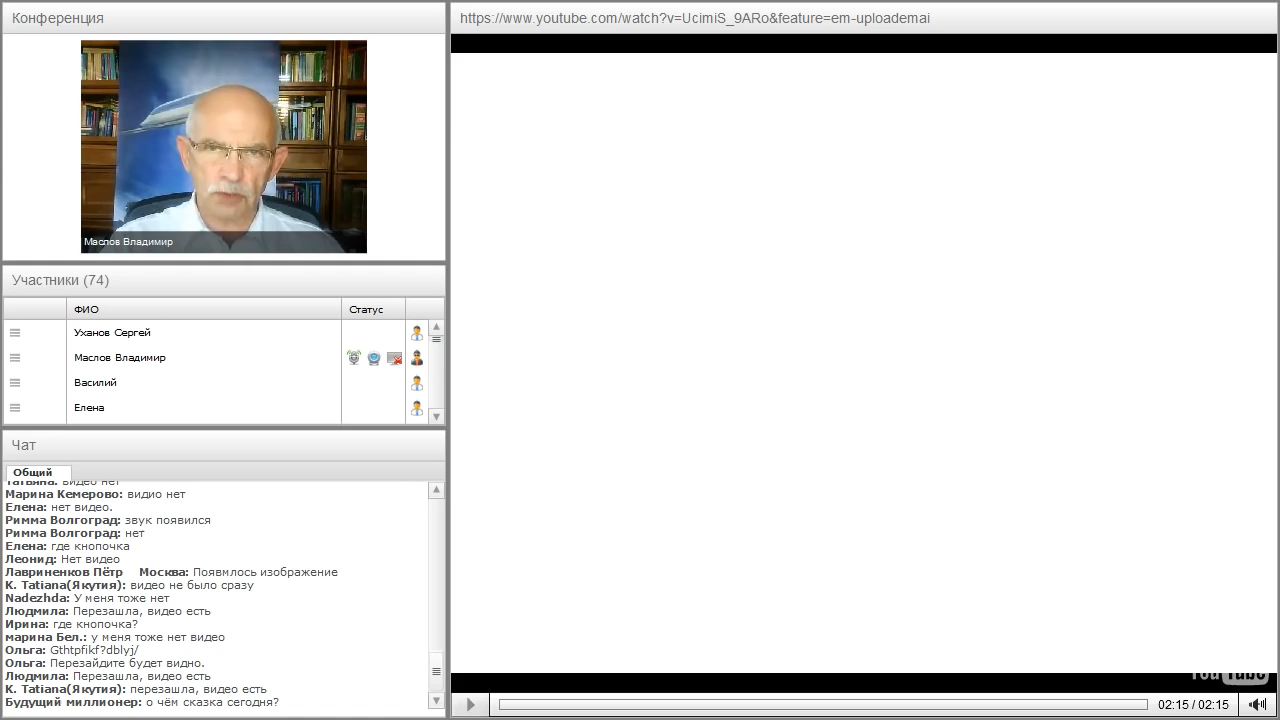 Конференция
Маслов Владимир
Участники (74)
ФИО Статус
Уханов Сергей
Маслов Владимир
Василий
Елена
Чат
Общий
Татьяна: видео нет
Марина Кемерово: видио нет
Елена: нет видео.
Римма Волгоград: звук появился
Римма Волгоград: нет
Елена: где кнопочка
Леонид: Нет видео
Лавриненков Пётр Москва: Появмлось изображение
К. Tatiana(Якутия): видео не было сразу
Nadezhda: У меня тоже нет
Людмила: Перезашла, видео есть
Ирина: где кнопочка?
марина Бел.: у меня тоже нет видео
Ольга: Gthtpfikf?dblyj/
Ольга: Перезайдите будет видно.
Людмила: Перезашла, видео есть
К. Tatiana(Якутия): перезашла, видео есть
Будущий миллионер: о чём сказка сегодня?
https://www.youtube.com/watch?v=UcimiS_9ARo&feature=em-uploademai
YouTube
02:15 / 02:15